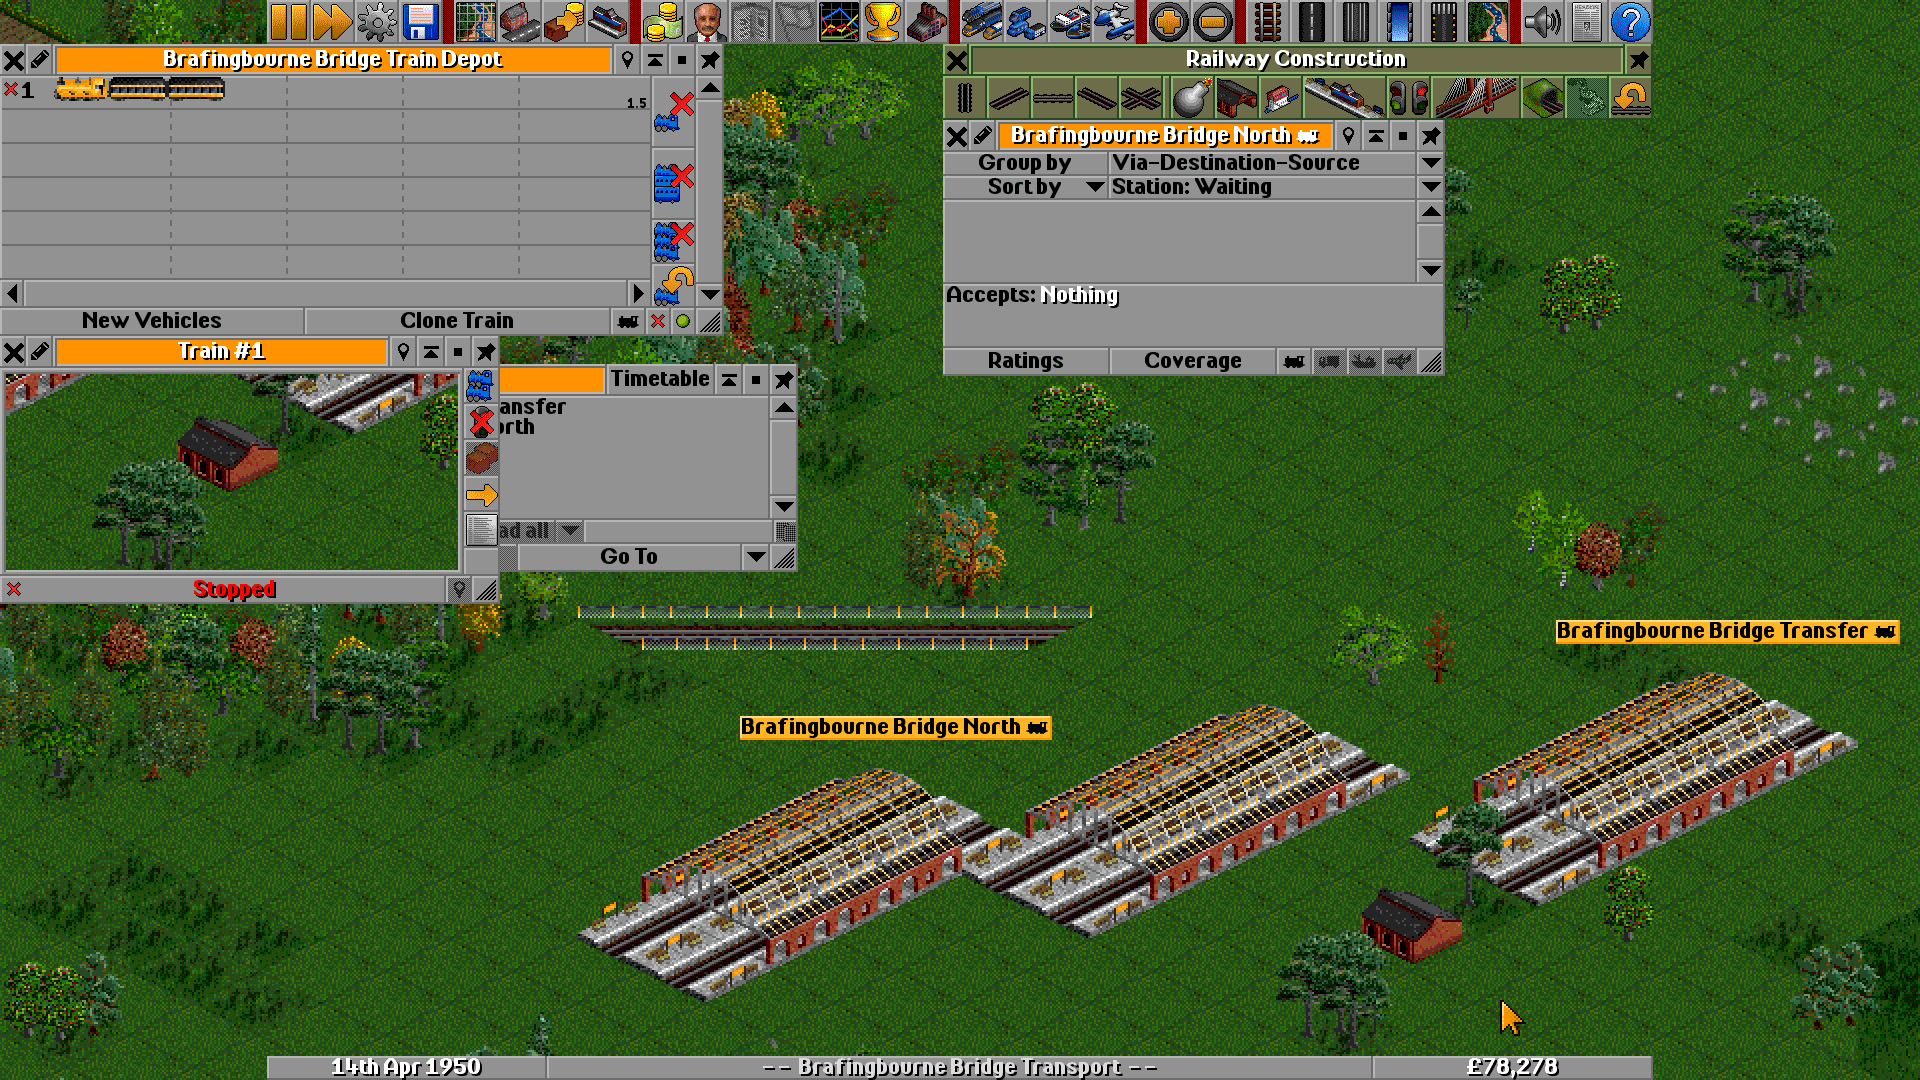 Brafingbourne Bridge Train Depot
1
1.5
New Vehicles
Clone Train
Train #1
Stopped
Timetable
ansfer
orth
ad all
Go To
Railway Construction
Brafingbourne Bridge North
Group by
Via-Destination-Source
Sort by
Station: Waiting
Accepts: Nothing
Ratings
Coverage
Brafingbourne Bridge Transfer
Brafingbourne Bridge North
14th Apr 1950
-- Brafingbourne Bridge Transport --
£78,278